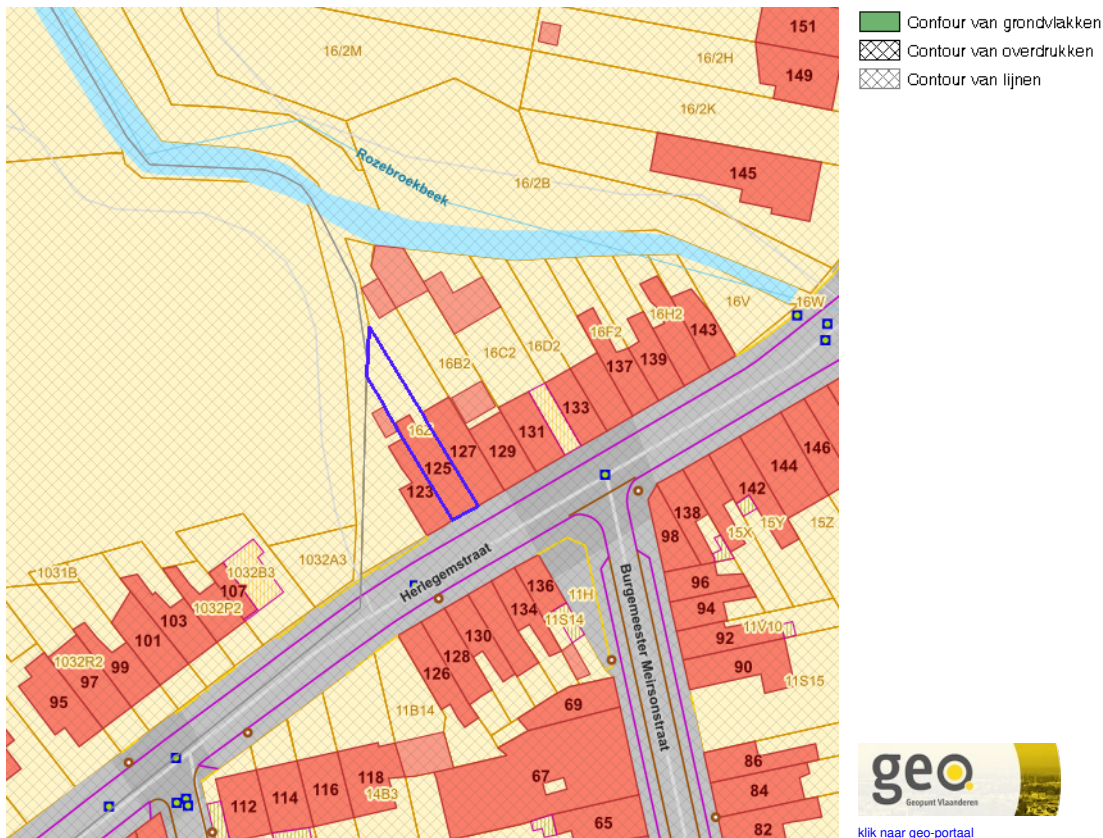 151
Contour van grondvlakken
16/2M
16/2H
Contour van overdrukken
149
Contour van lijnen
16/2K
Rozebroekbeek
145
16/2B
16V
16W
16H2
16F2
143
16D2
139
16C2
137
16B2
133
131
16Z
127
129
125
123
146
144
142
138
15Z
15Y
15X
98
Herlegemstraat
Burgemeester Meirsonstraat
1032A3
1031B
1032B3
107
1032P2
103
101
1032R2
99
97
95
136
11H
134
11S14
130
128
126
11B14
96
94
11V10
92
90
11S15
69
67
65
118
116
114
112
14B3
86
84
82
geo
Geopunt Vlaanderen
klik naar geo-portaal